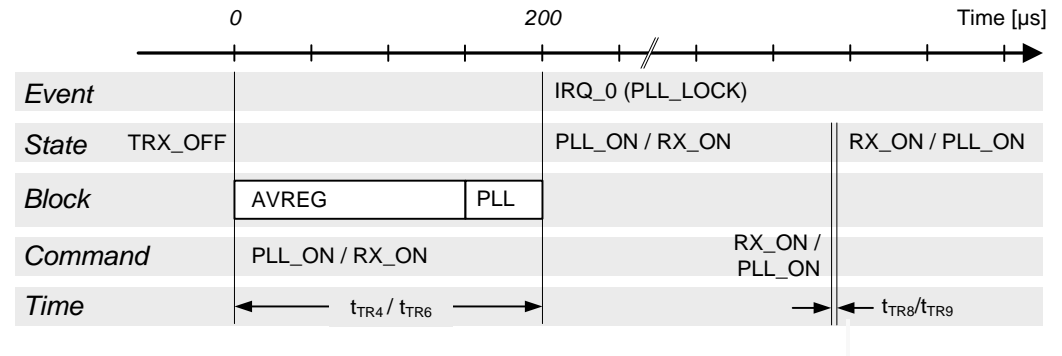 0 200 Time [µs]
Event IRQ_0 (PLL_LOCK)
State TRX_OFF PLL_ON / RX_ON RX_ON / PLL_ON
Block AVREG PLL
Command PLL_ON / RX_ON RX_ON /
PLL_ON
Time tTR4 / tTR6 tTR8/tTR9